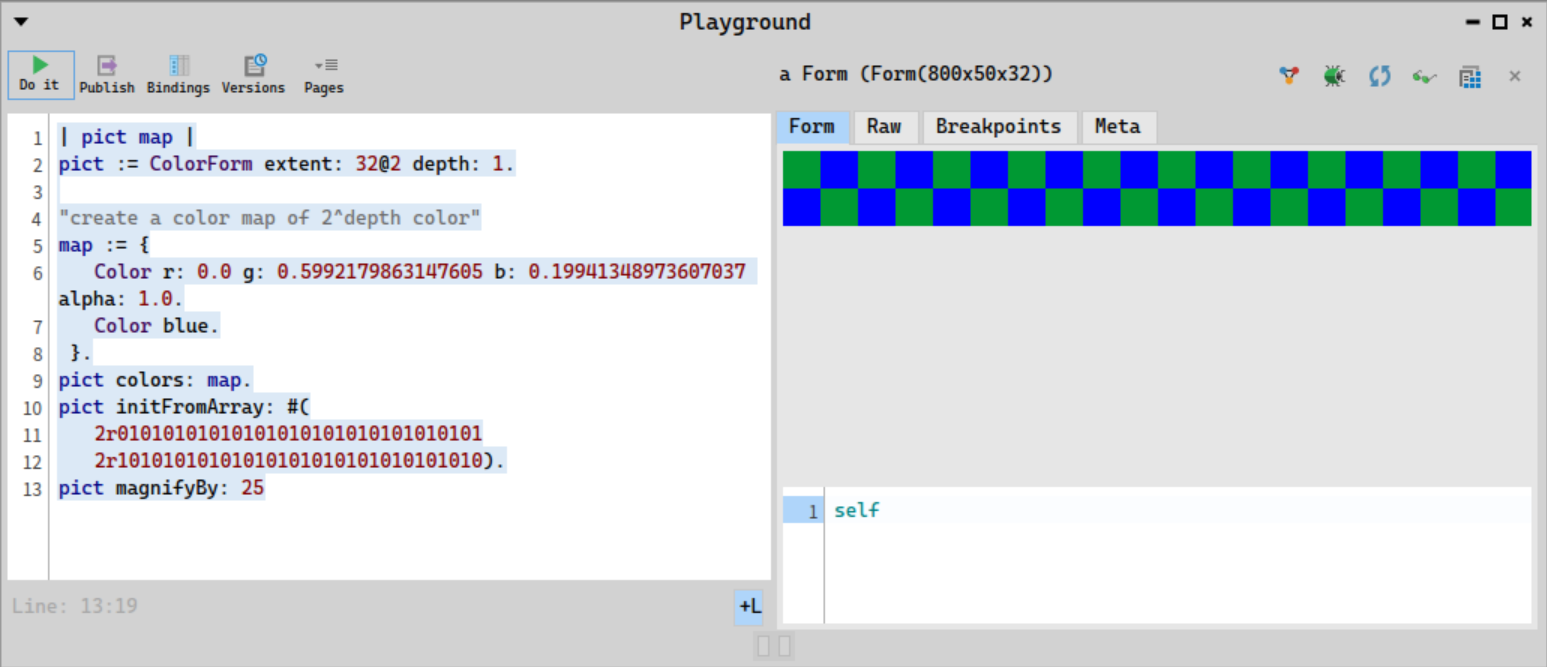 Playground
Do it
Publish
Bindings
Versions
Pages
1 | pict map |
2 pict := ColorForm extent: 32@2 depth: 1.
3
4 "create a color map of 2^depth color"
5 map := {
6 Color r: 0.0 g: 0.5992179863147605 b: 0.19941348973607037
alpha: 1.0.
7 Color blue.
8 }.
9 pict colors: map.
10 pict initFromArray: #(
11 2r01010101010101010101010101010101
12 2r10101010101010101010101010101010).
13 pict magnifyBy: 25
Line: 13:19
+L
a Form (Form(800x50x32))
Form
Raw
Breakpoints
Meta
1 self